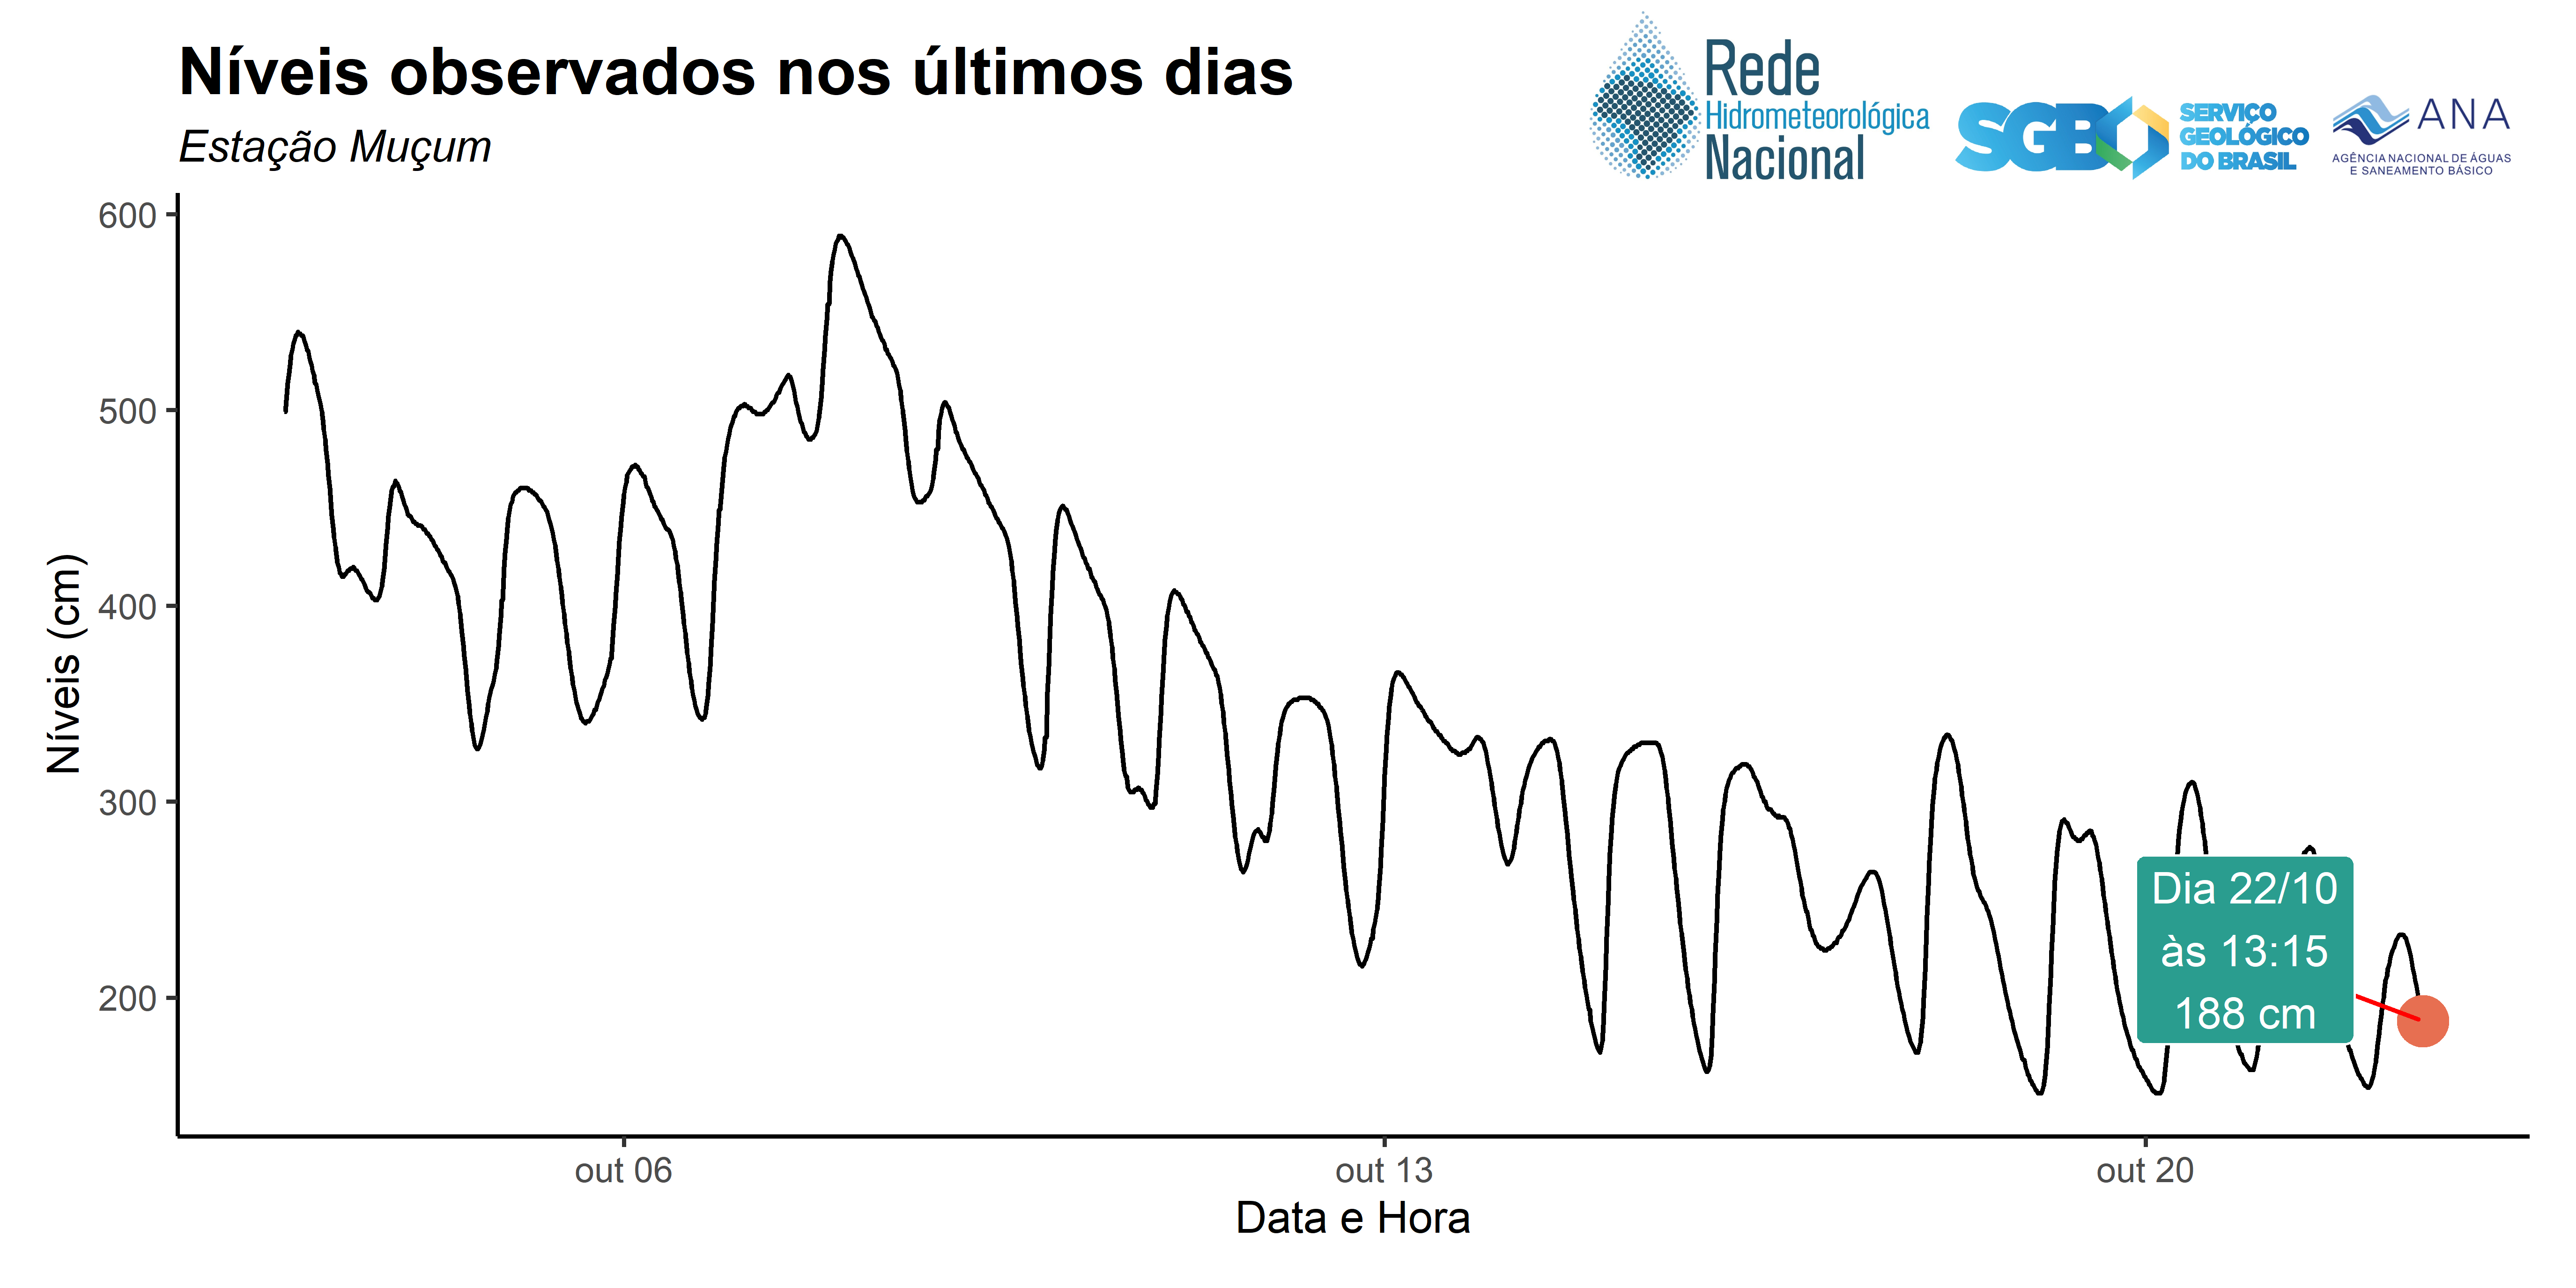 Níveis observados nos últimos dias
Estação Muçum
Rede
Hidrometeorológica
Nacional
SGB
SERVIÇO
GEOLÓGICO
DO BRASIL
ANA
AGÊNCIA NACIONAL DE ÁGUAS
E SANEAMENTO BÁSICO
Níveis (cm)
600
500
400
300
200
Dia 22/10
às 13:15
188 cm
out 06
out 13
out 20
Data e Hora